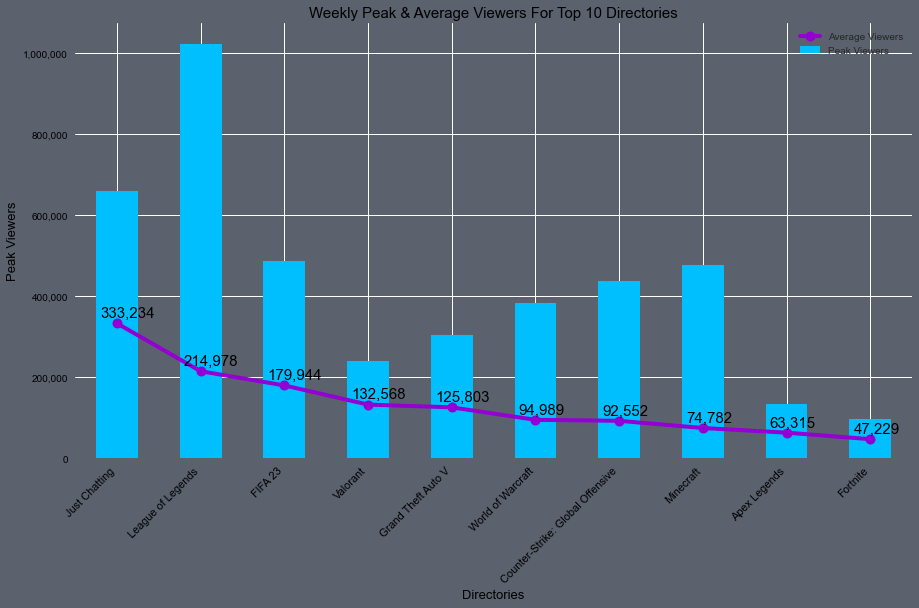 Weekly Peak & Average Viewers For Top 10 Directories
Average Viewers
Peak Viewers
Peak Viewers
1,000,000
800,000
600,000
400,000
200,000
0
333,234
214,978
179,944
132,568
125,803
94,989
92,552
74,782
63,315
47,229
Just Chatting
League of Legends
FIFA 23
Valorant
Grand Theft Auto V
World of Warcraft
Counter-Strike: Global Offensive
Minecraft
Apex Legends
Fortnite
Directories